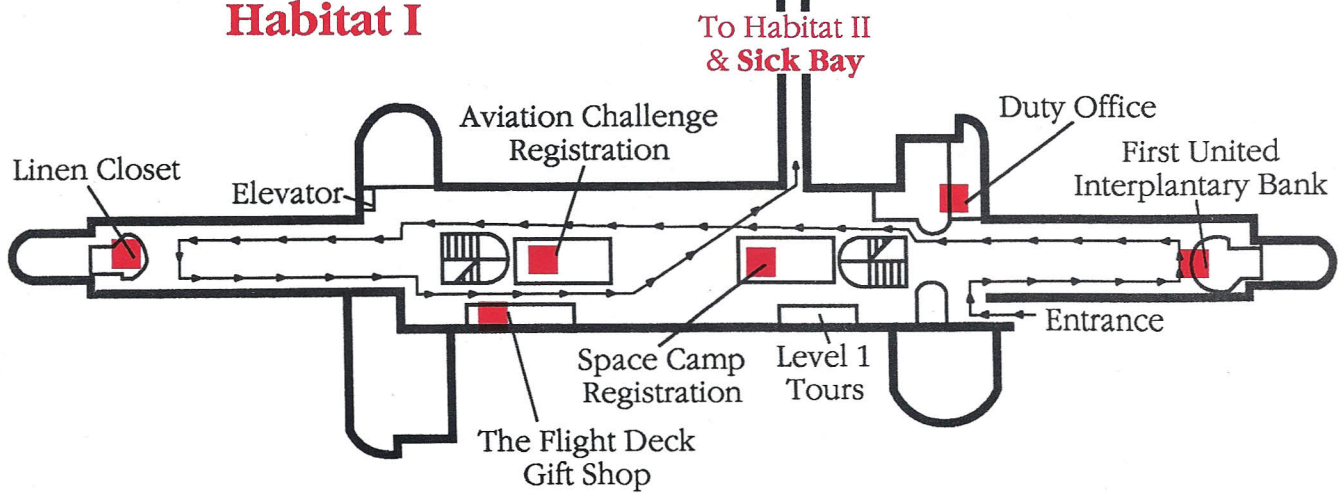 Habitat I
To Habitat II
& Sick Bay
Duty Office
Aviation Challenge
Registration
First United
Interplantary Bank
Linen Closet
Elevator
Entrance
Space Camp
Registration
Level 1
Tours
The Flight Deck
Gift Shop